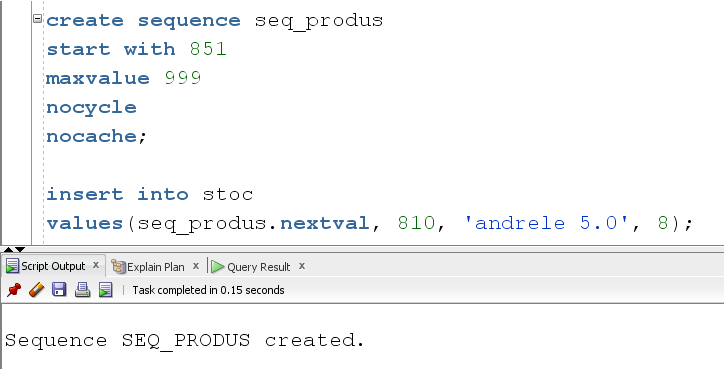 create sequence seq_produs
start with 851
maxvalue 999
nocycle
nocache;
insert into stoc
values(seq_produs.nextval, 810, 'andrele 5.0', 8);
Script Output x Explain Plan x Query Result x
Task completed in 0.15 seconds
Sequence SEQ_PRODUS created.